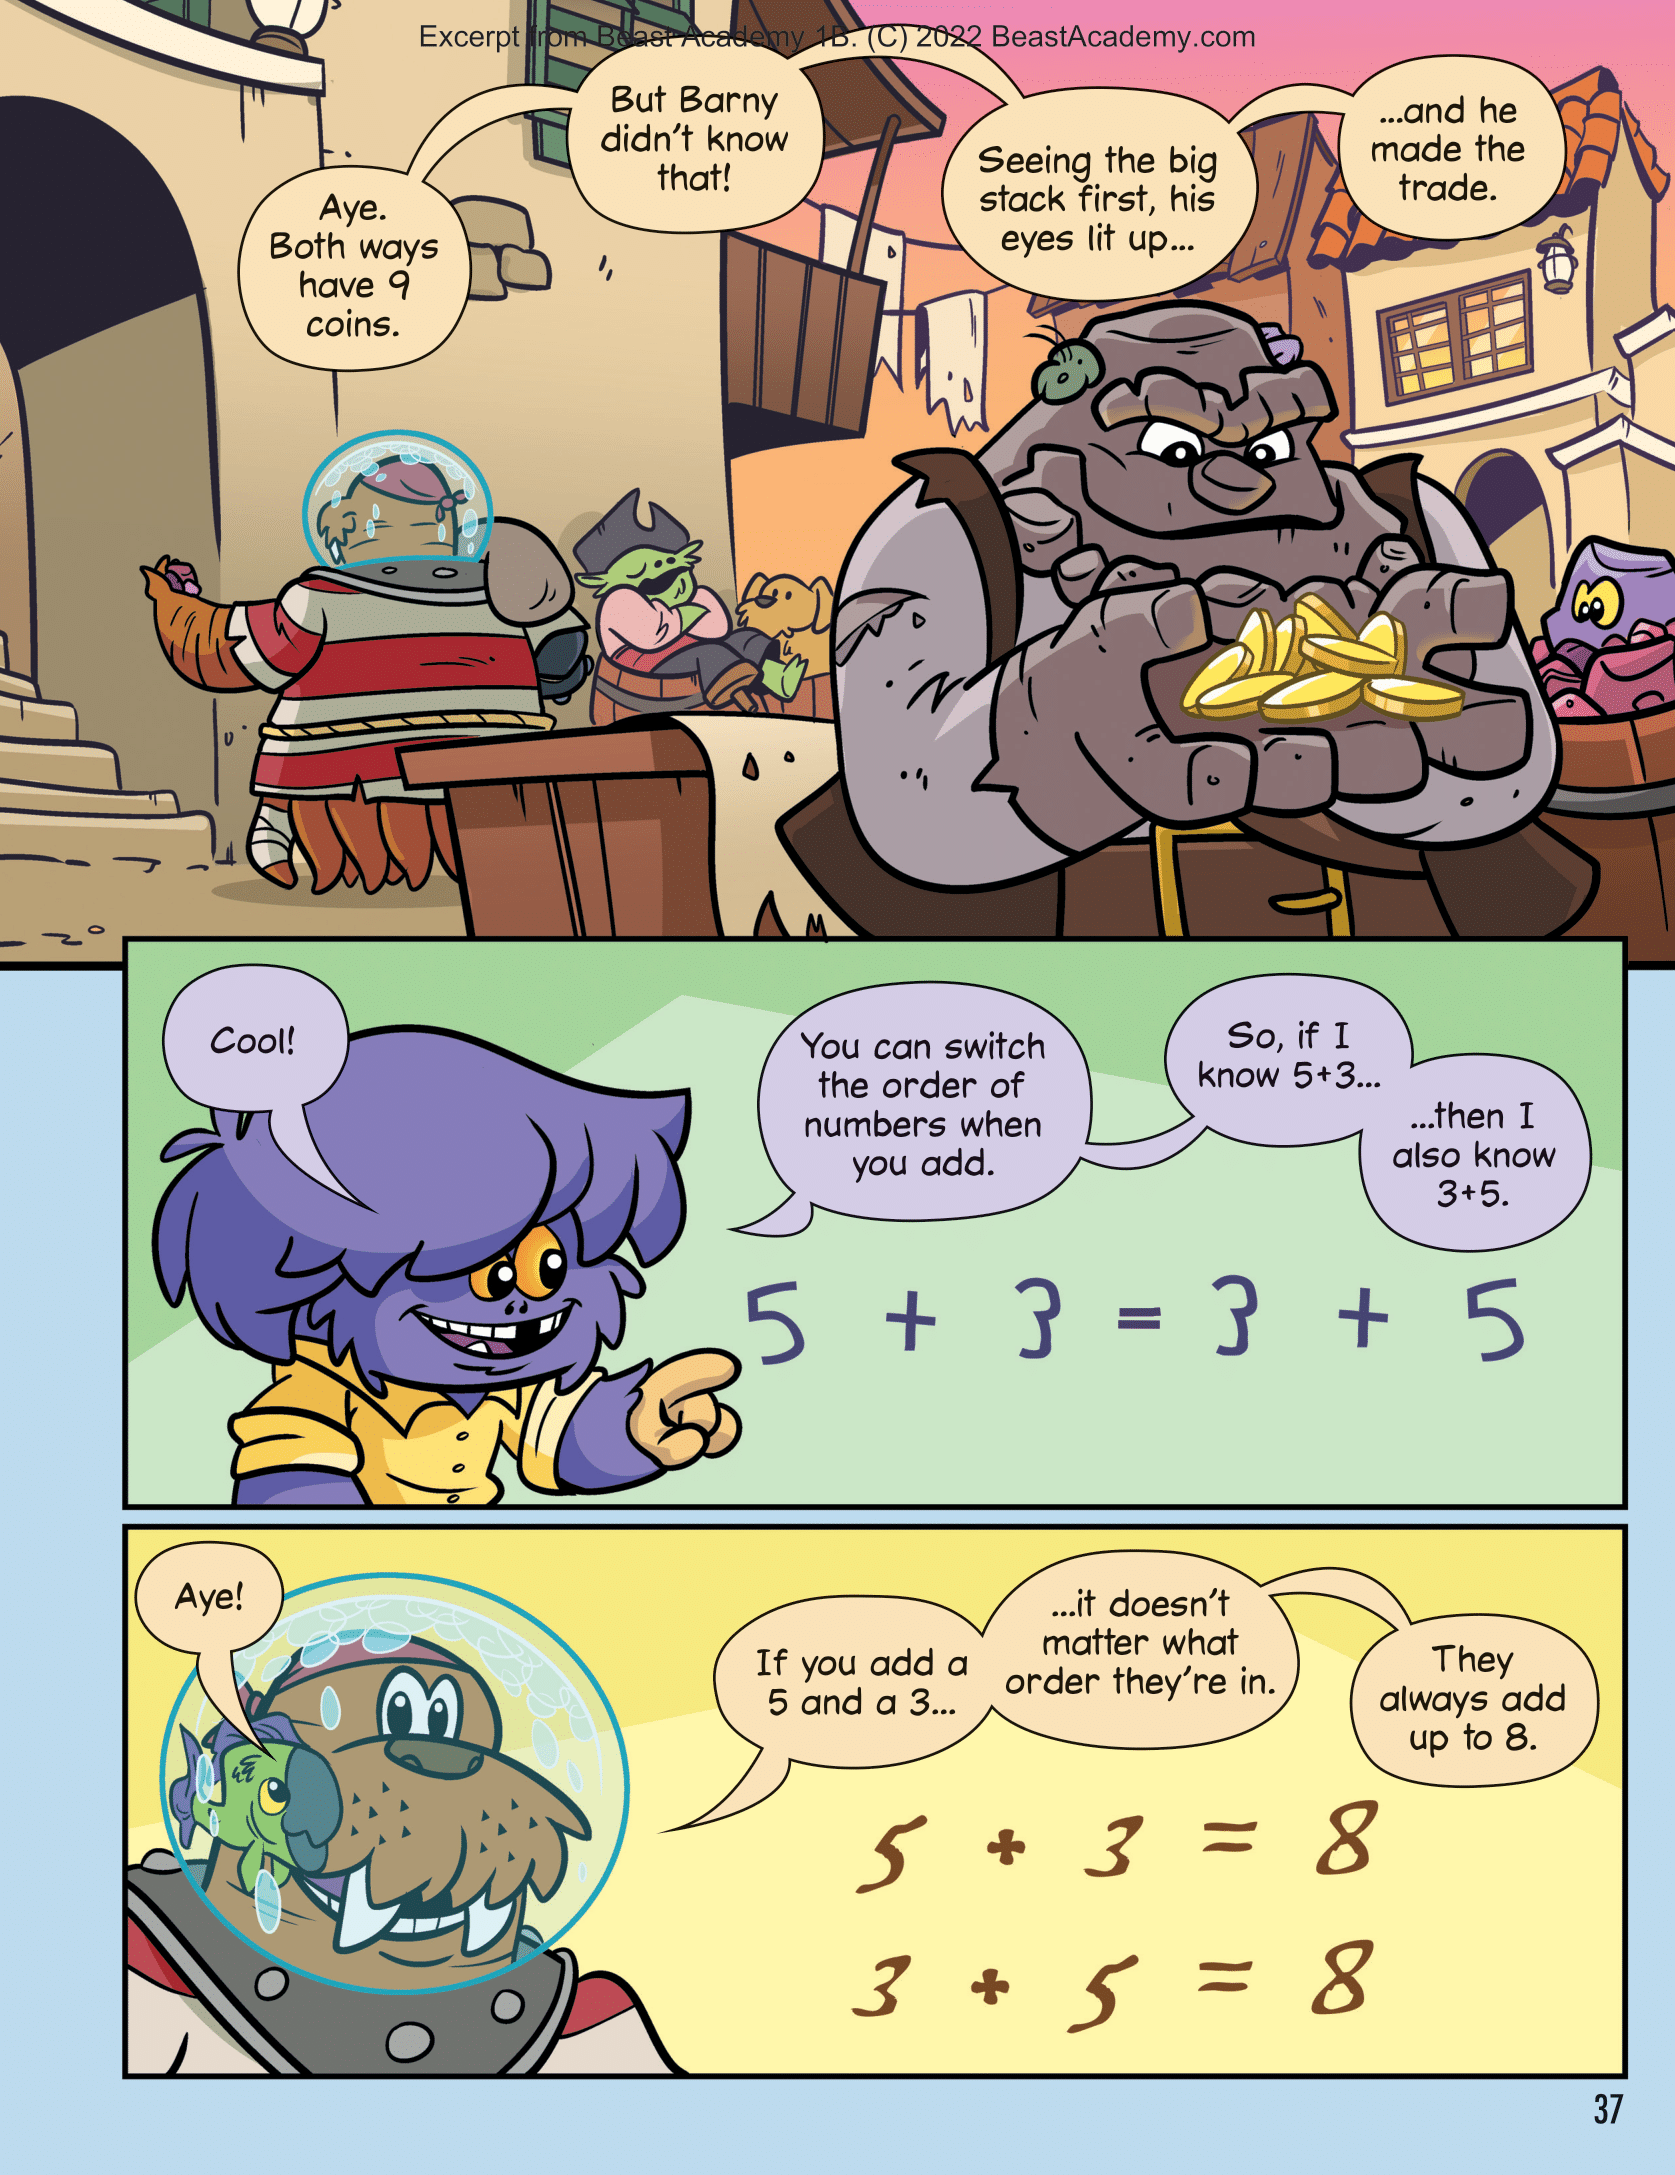 Excerpt from Beast Academy 1B. (C) 2022 BeastAcademy.com
Aye.
Both ways
have 9
coins.
But Barny
didn't know
that!
Seeing the big
stack first, his
eyes lit up...
...and he
made the
trade.
Cool!
You can switch
the order of
numbers when
you add.
So, if I
know 5+3...
...then I
also know
3+5.
5 + 3 = 3 + 5
Aye!
If you add a
5 and a 3...
...it doesn't
matter what
order they're in.
They
always add
up to 8.
5 + 3 = 8
3 + 5 = 8
37